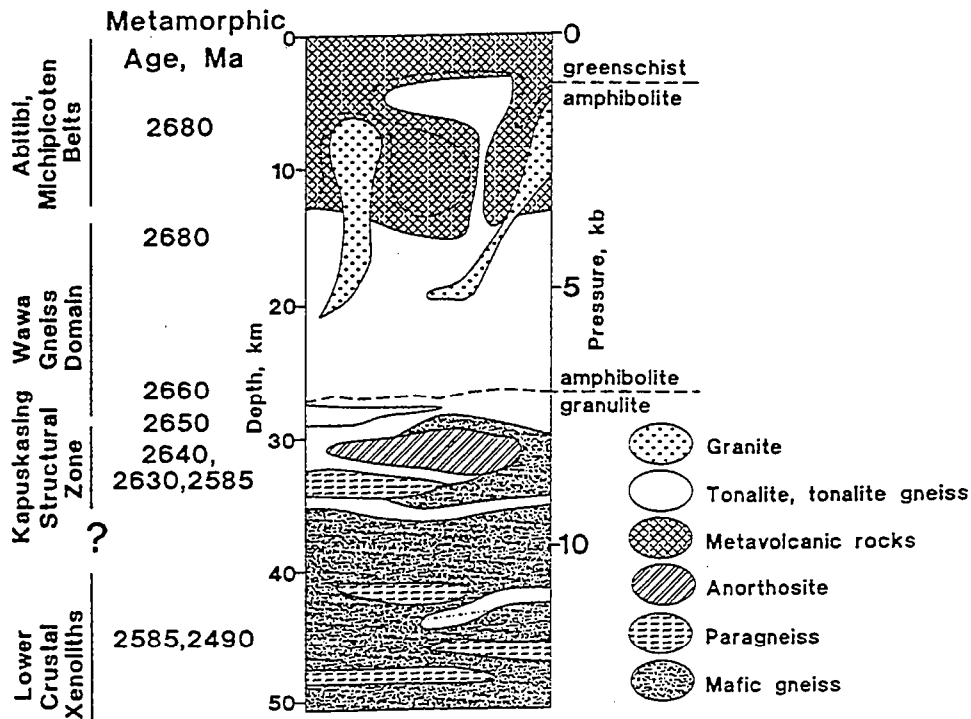 Metamorphic
Age, Ma
Abitibi,
Michipicoten
Belts
2680
Wawa
Gneiss
Domain
2680
2660
Kapuskasing
Structural
Zone
2650
2640,
2630,2585
?
Lower
Crustal
Xenoliths
2585,2490
Depth, km
0
10
20
30
40
50
Pressure, kb
0
5
10
greenschist
amphibolite
amphibolite
granulite
Granite
Tonalite, tonalite gneiss
Metavolcanic rocks
Anorthosite
Paragneiss
Mafic gneiss